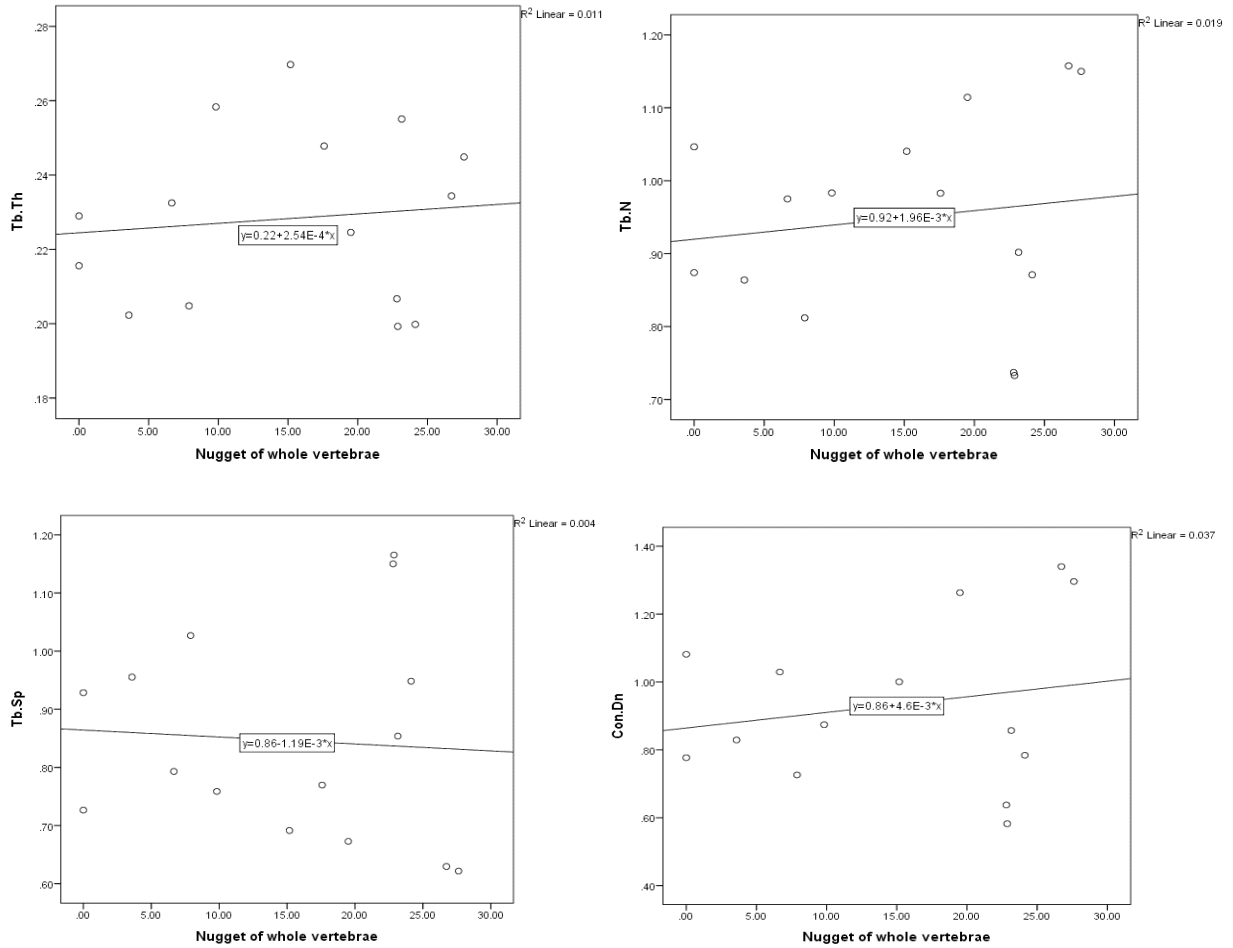 R2 Linear = 0.011
.28
.26
.24
.22
.20
.18
Tb.Th
y=0.22+2.54E-4*x
.00 5.00 10.00 15.00 20.00 25.00 30.00
Nugget of whole vertebrae
R2 Linear = 0.019
1.20
1.10
1.00
.90
.80
.70
Tb.N
y=0.92+1.96E-3*x
.00 5.00 10.00 15.00 20.00 25.00 30.00
Nugget of whole vertebrae
R2 Linear = 0.004
1.20
1.10
1.00
.90
.80
.70
.60
Tb.Sp
y=0.86-1.19E-3*x
.00 5.00 10.00 15.00 20.00 25.00 30.00
Nugget of whole vertebrae
R2 Linear = 0.037
1.40
1.20
1.00
.80
.60
.40
Con.Dn
y=0.86+4.6E-3*x
.00 5.00 10.00 15.00 20.00 25.00 30.00
Nugget of whole vertebrae